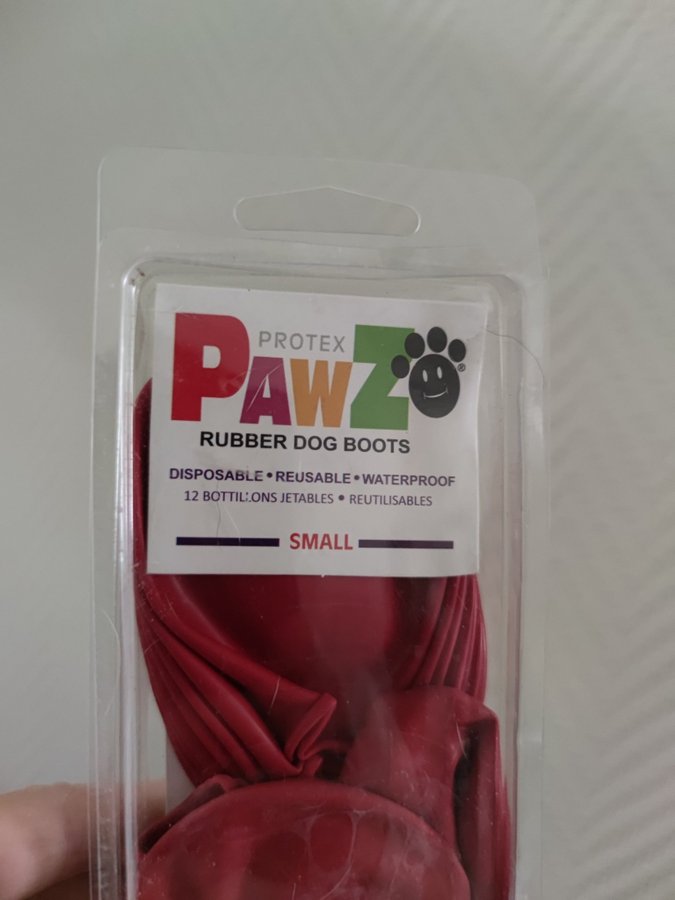 PROTEX
PAWZ®
RUBBER DOG BOOTS
DISPOSABLE • REUSABLE • WATERPROOF
12 BOTTILLONS JETABLES • REUTILISABLES
SMALL